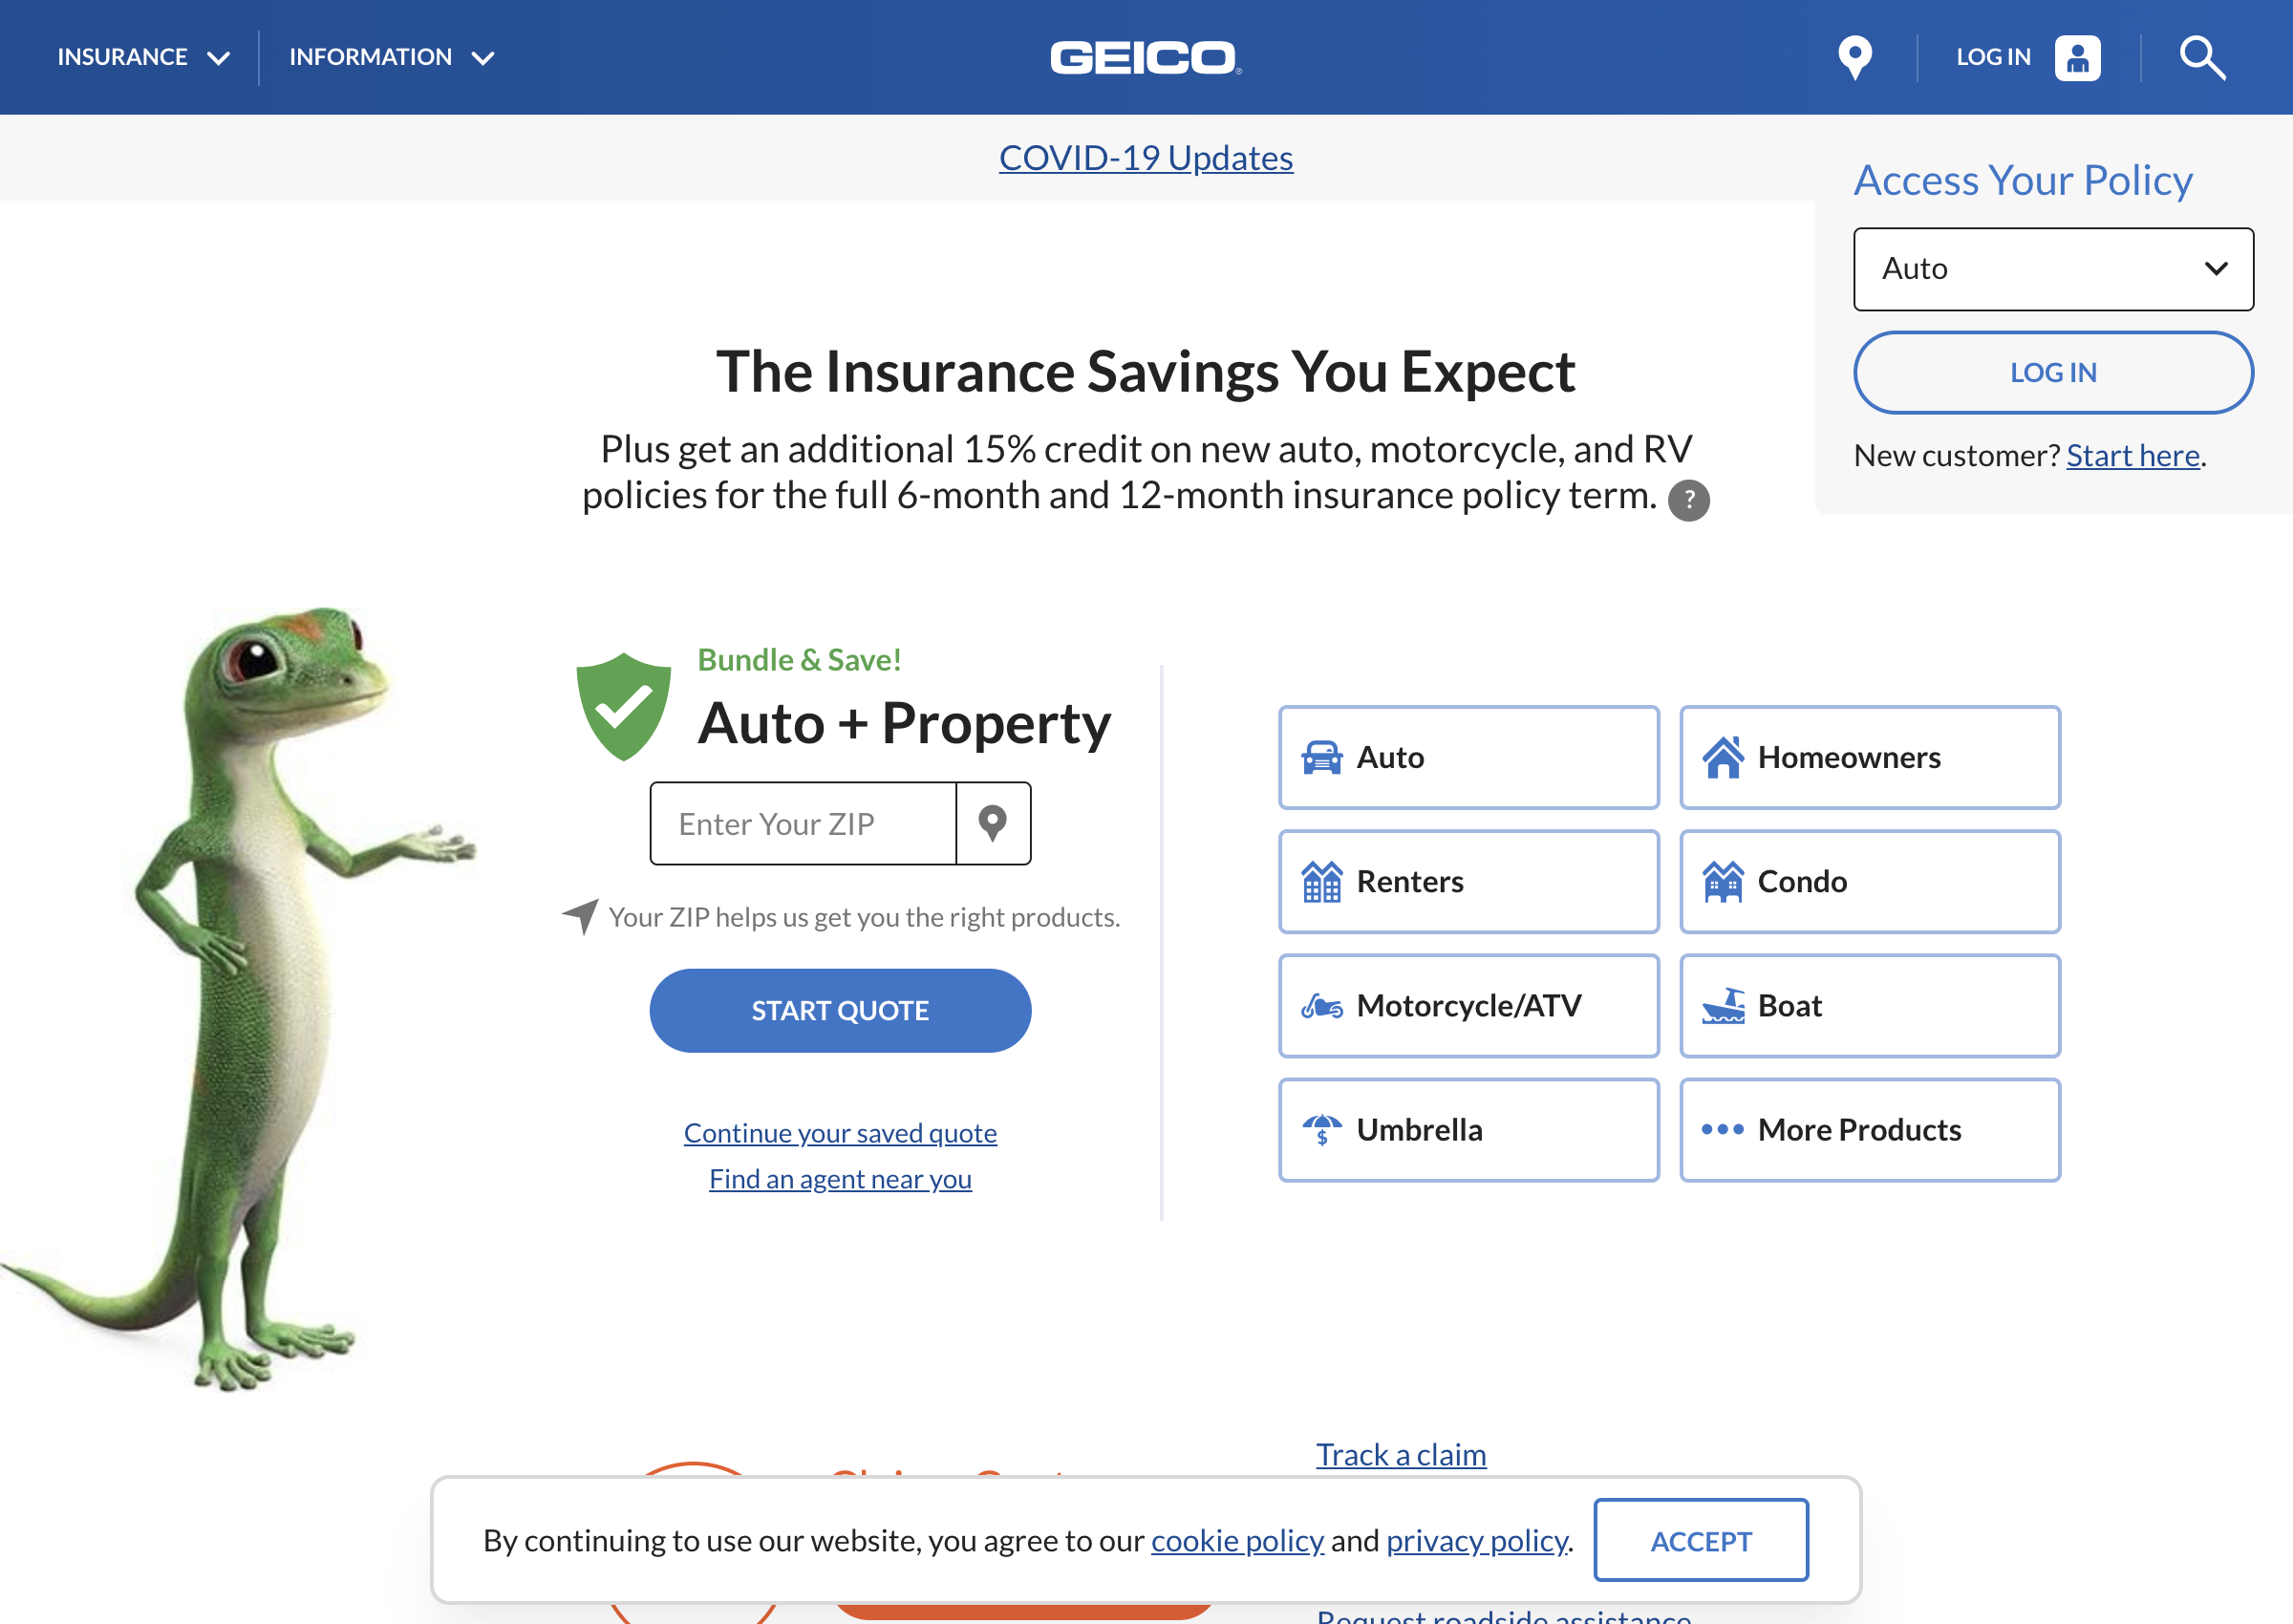 INSURANCE
INFORMATION
GEICO
LOG IN
COVID-19 Updates
Access Your Policy
Auto
LOG IN
New customer? Start here.
The Insurance Savings You Expect
Plus get an additional 15% credit on new auto, motorcycle, and RV
policies for the full 6-month and 12-month insurance policy term. ?
Bundle & Save!
Auto + Property
Enter Your ZIP
Your ZIP helps us get you the right products.
START QUOTE
Continue your saved quote
Find an agent near you
Auto
Homeowners
Renters
Condo
Motorcycle/ATV
Boat
Umbrella
More Products
Track a claim
By continuing to use our website, you agree to our cookie policy and privacy policy.
ACCEPT
Request roadside assistance